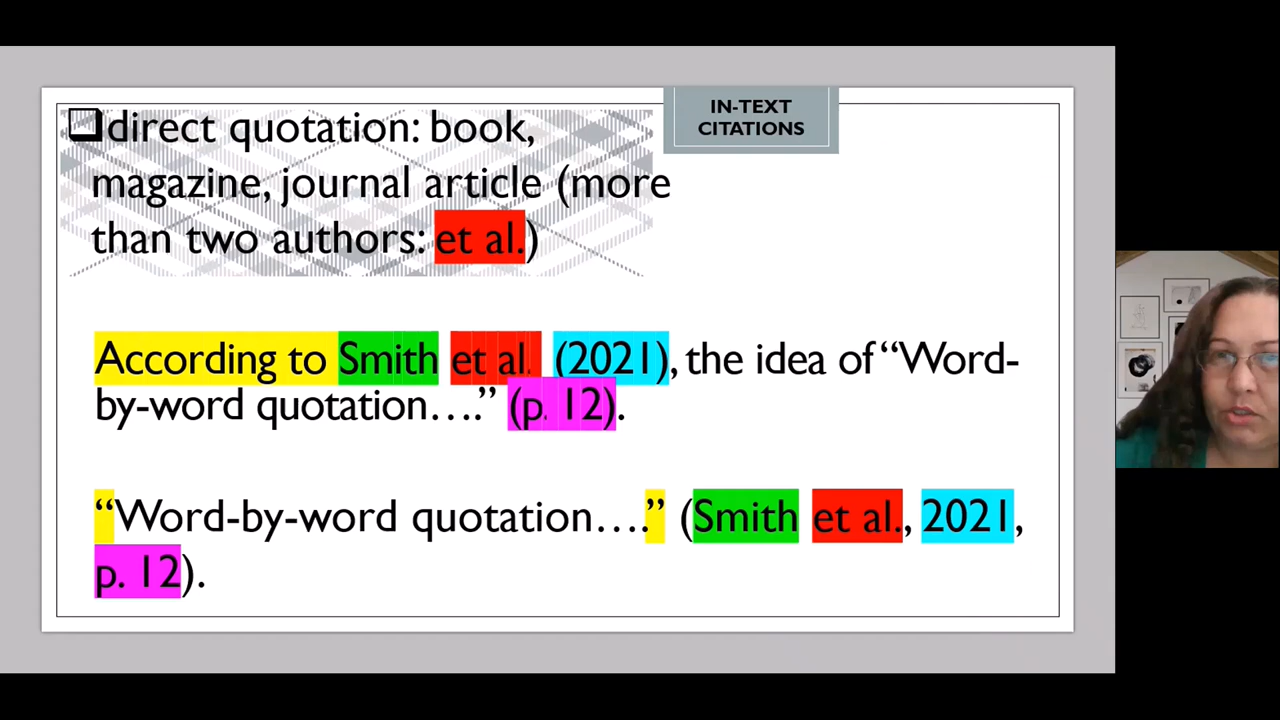 IN-TEXT
CITATIONS
❑direct quotation: book,
magazine, journal article (more
than two authors: et al.)
According to Smith et al. (2021), the idea of “Word-
by-word quotation….” (p. 12).
“Word-by-word quotation….” (Smith et al., 2021,
p. 12).